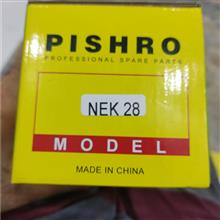 PISHRO
PROFESSIONAL SPARE PARTS
NEK 28
MODEL
MADE IN CHINA